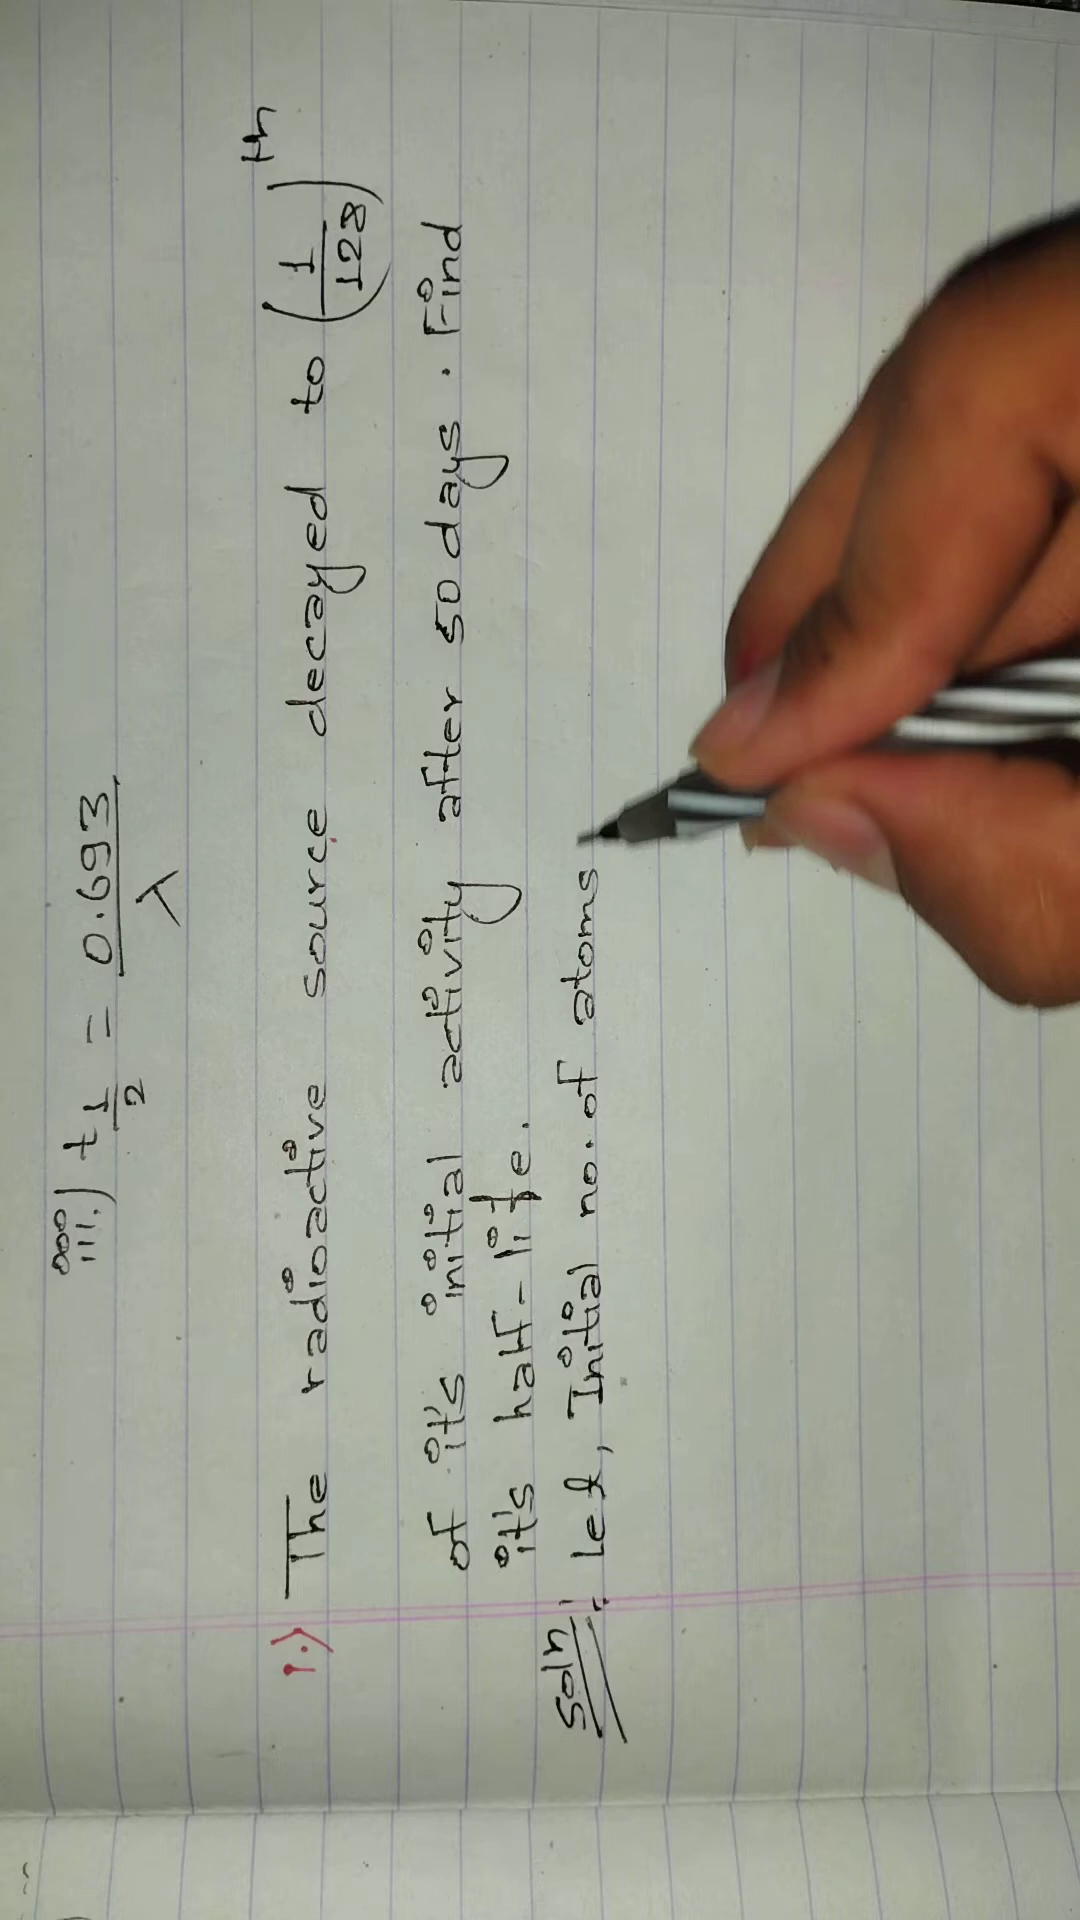 iii.) t 1/2 = 0.693/λ
1.) The radioactive source decayed to (1/128)th
of it's initial activity after 50 days. Find
it's half-life.
Soln: Let, Initial no. of atoms